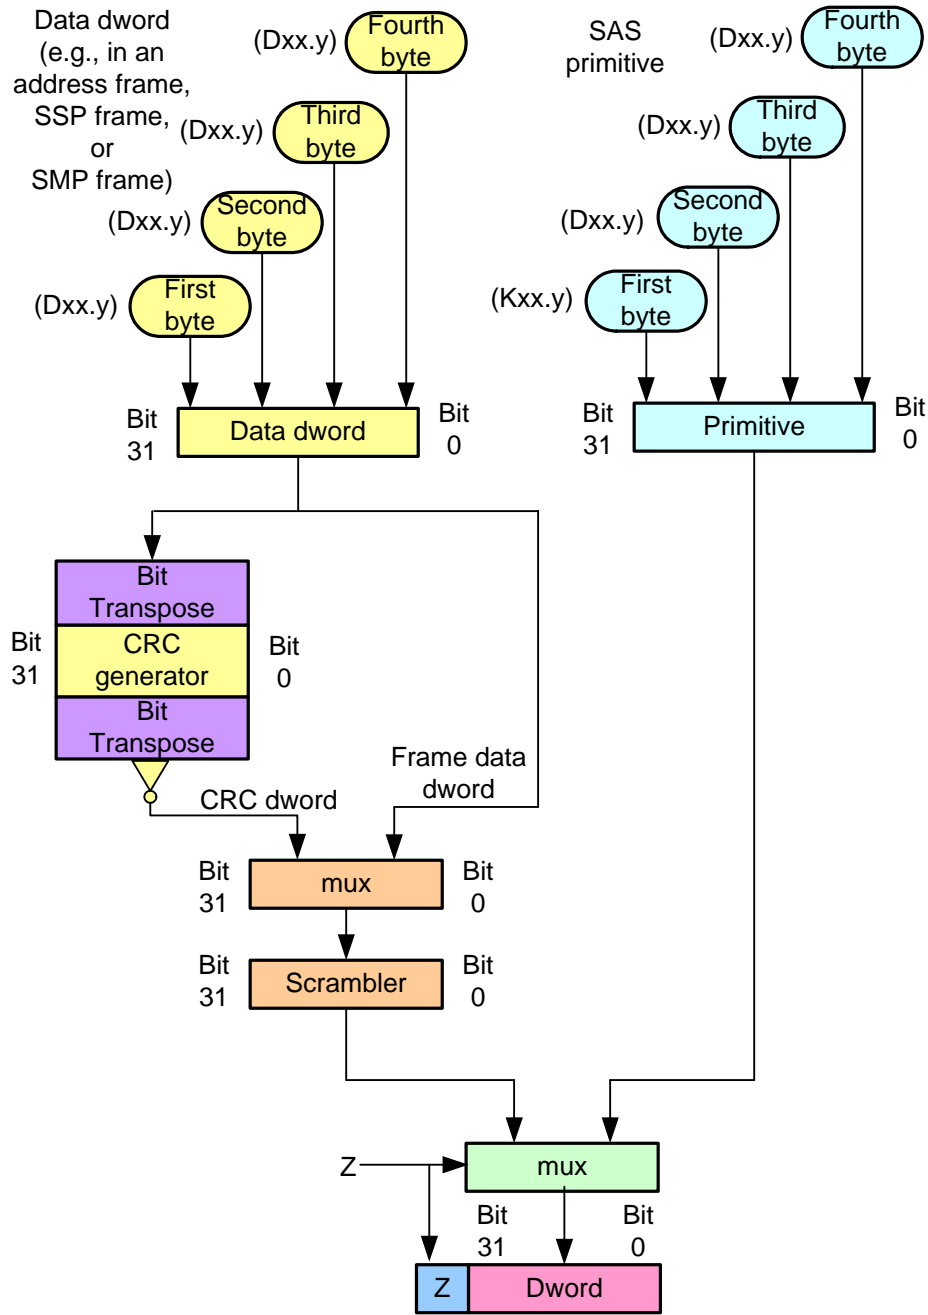 Data dword
(e.g., in an
address frame,
SSP frame,
or
SMP frame)
(Dxx.y)
Fourth
byte
(Dxx.y)
Third
byte
(Dxx.y)
Second
byte
(Dxx.y)
First
byte
SAS
primitive
(Dxx.y)
Fourth
byte
(Dxx.y)
Third
byte
(Dxx.y)
Second
byte
(Kxx.y)
First
byte
Bit
31
Data dword
Bit
0
Bit
31
Primitive
Bit
0
Bit
Transpose
Bit
31
CRC
generator
Bit
0
Bit
Transpose
CRC dword
Frame data
dword
Bit
31
mux
Bit
0
Bit
31
Scrambler
Bit
0
Z
mux
Bit
31
Bit
0
Z
Dword